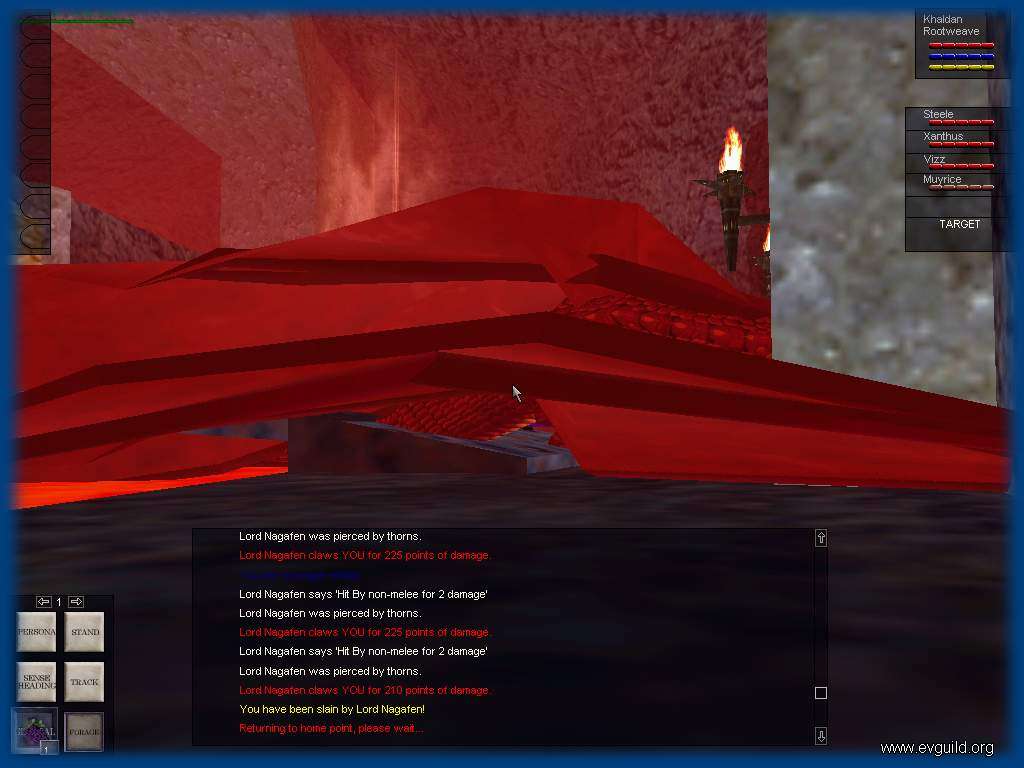 Khaldan
Rootweave
Steele
Xanthus
Vizz
Muyrice
TARGET
Lord Nagafen was pierced by thorns.
Lord Nagafen claws YOU for 225 points of damage.
Lord Nagafen says 'Hit By non-melee for 2 damage'
Lord Nagafen was pierced by thorns.
Lord Nagafen claws YOU for 225 points of damage.
Lord Nagafen says 'Hit By non-melee for 2 damage'
Lord Nagafen was pierced by thorns.
Lord Nagafen claws YOU for 210 points of damage.
You have been slain by Lord Nagafen!
Returning to home point, please wait...
1
PERSONA STAND
SENSE
HEADING
TRACK
FORAGE
1
www.evguild.org